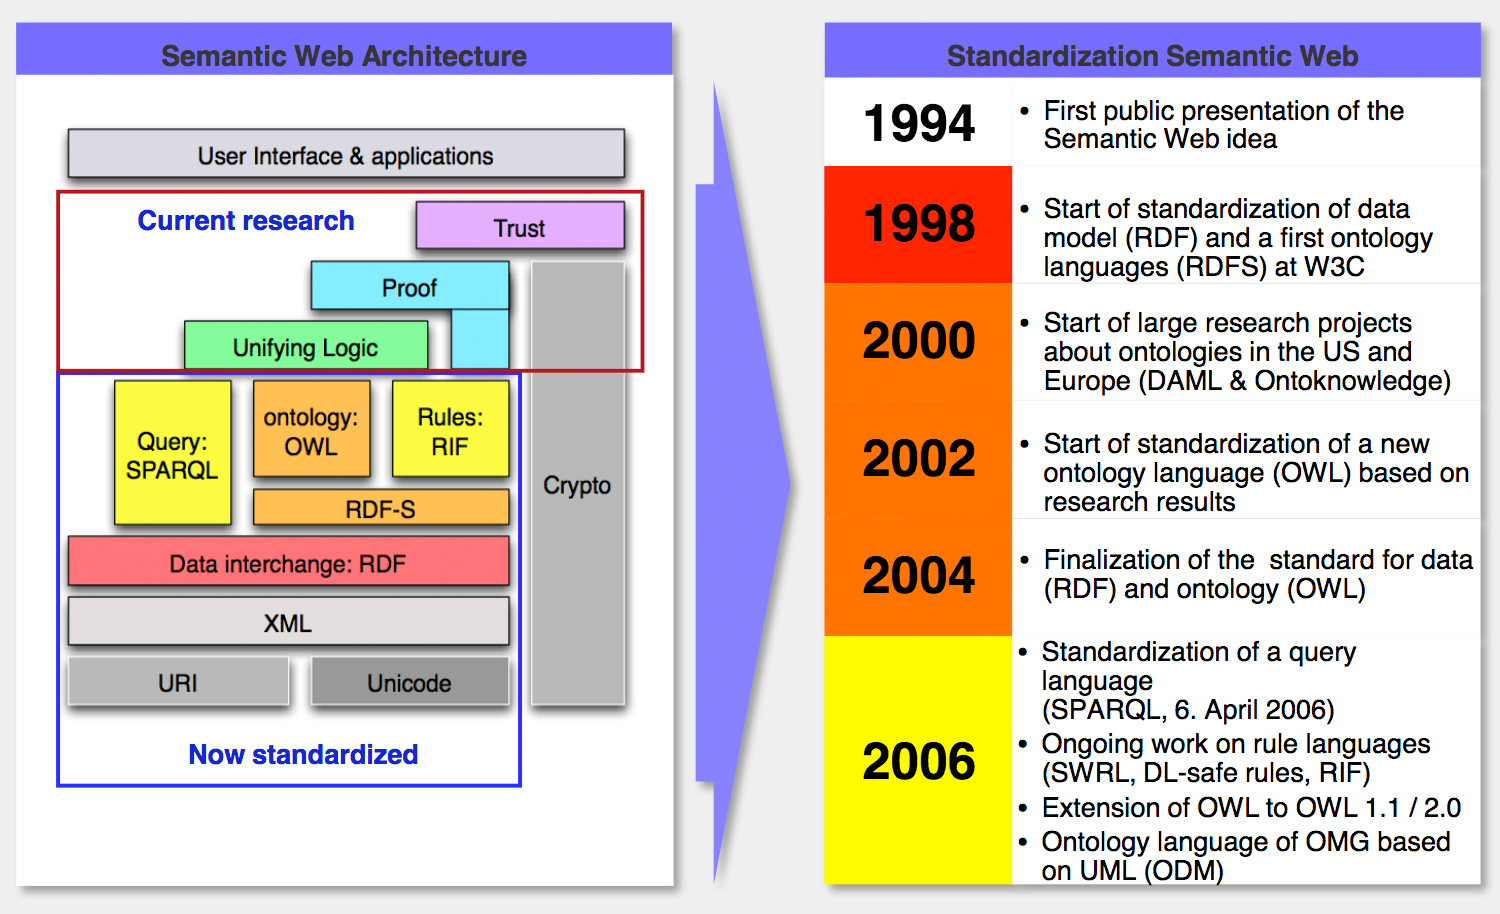 Semantic Web Architecture
User Interface & applications
Current research
Trust
Proof
Unifying Logic
Query:
SPARQL
ontology:
OWL
Rules:
RIF
Crypto
RDF-S
Data interchange: RDF
XML
URI
Unicode
Now standardized
Standardization Semantic Web
1994
• First public presentation of the
Semantic Web idea
1998
• Start of standardization of data
model (RDF) and a first ontology
languages (RDFS) at W3C
2000
• Start of large research projects
about ontologies in the US and
Europe (DAML & Ontoknowledge)
2002
• Start of standardization of a new
ontology language (OWL) based on
research results
2004
• Finalization of the  standard for data
(RDF) and ontology (OWL)
2006
• Standardization of a query
language
(SPARQL, 6. April 2006)
• Ongoing work on rule languages
(SWRL, DL-safe rules, RIF)
• Extension of OWL to OWL 1.1 / 2.0
• Ontology language of OMG based
on UML (ODM)